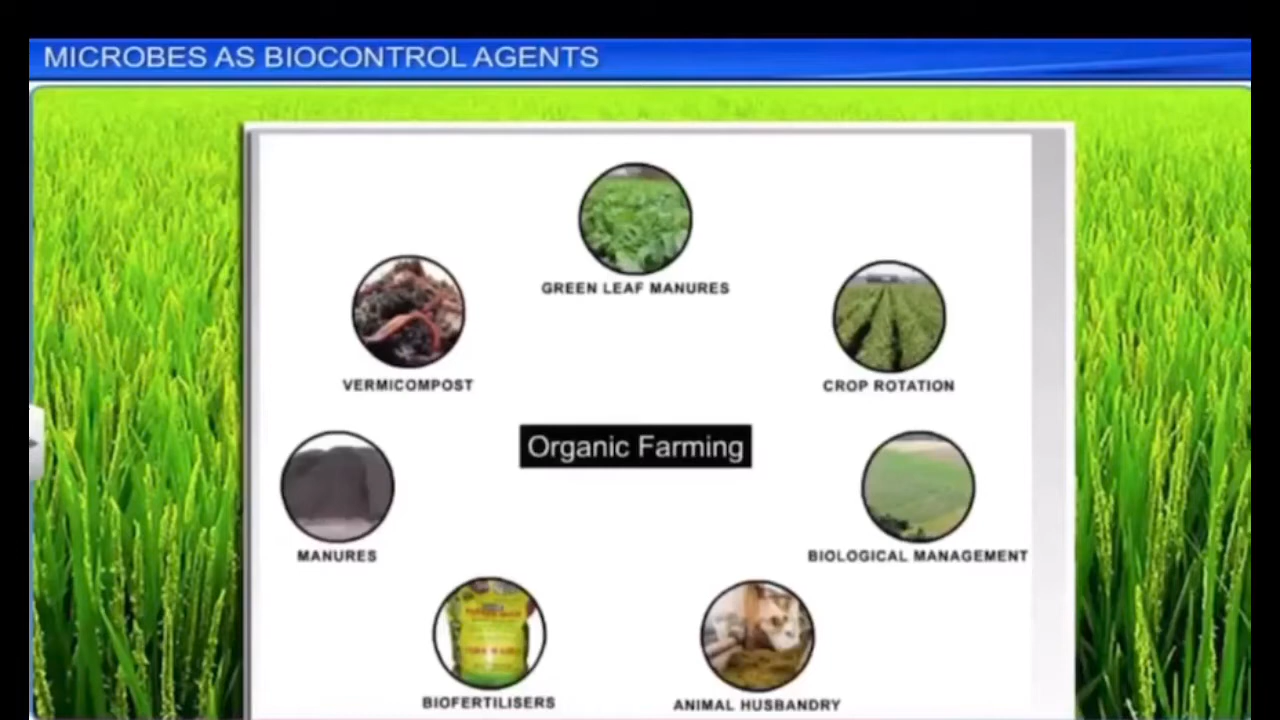 MICROBES AS BIOCONTROL AGENTS
GREEN LEAF MANURES
VERMICOMPOST
CROP ROTATION
Organic Farming
MANURES
BIOLOGICAL MANAGEMENT
BIOFERTILISERS
ANIMAL HUSBANDRY